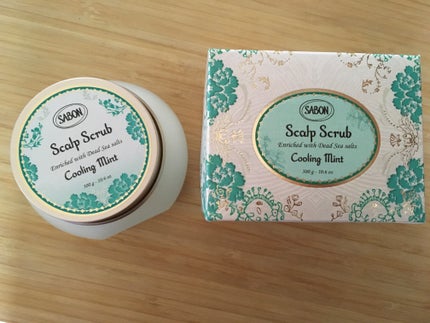 SABON
Scalp Scrub
Enriched with Dead Sea salts
Cooling Mint
300 g - 10.6 oz
SABON
Scalp Scrub
Enriched with Dead Sea salts
Cooling Mint
300 g - 10.6 oz